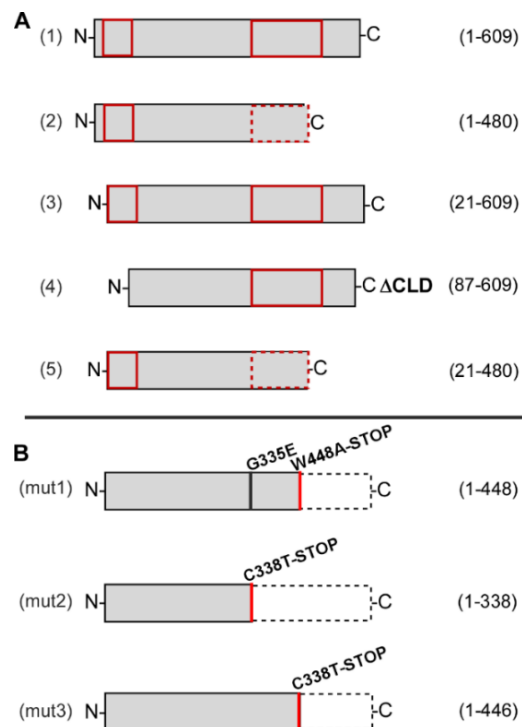 A
(1) N- -C (1-609)
(2) N- C (1-480)
(3) N- -C (21-609)
(4) N- -C ΔCLD (87-609)
(5) N- -C (21-480)
B
G335E W448A-STOP
(mut1) N- -C (1-448)
C338T-STOP
(mut2) N- -C (1-338)
C338T-STOP
(mut3) N- -C (1-446)